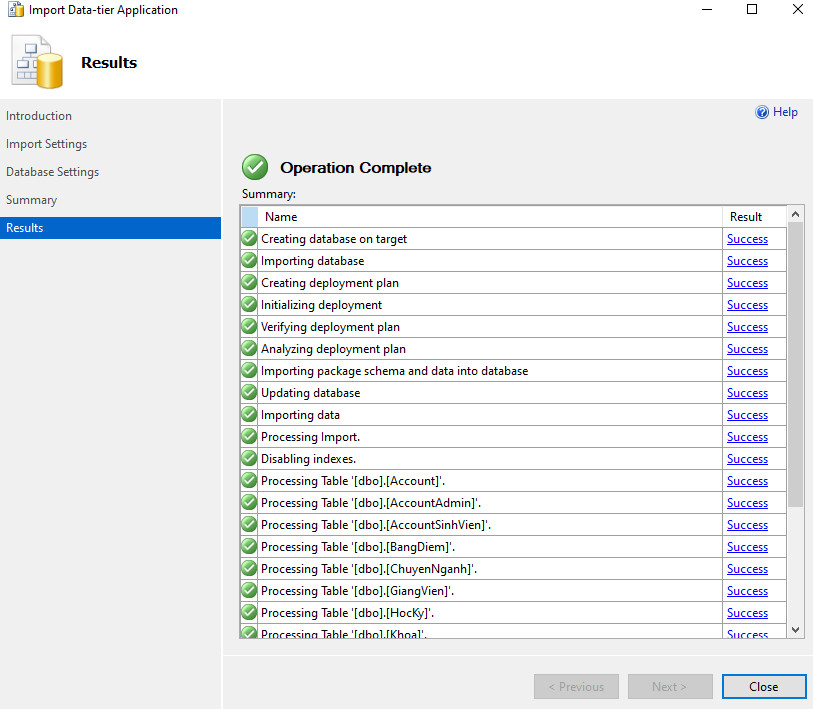 Import Data-tier Application
Results
Introduction
Import Settings
Database Settings
Summary
Results
Help
Operation Complete
Summary:
Name Result
Creating database on target Success
Importing database Success
Creating deployment plan Success
Initializing deployment Success
Verifying deployment plan Success
Analyzing deployment plan Success
Importing package schema and data into database Success
Updating database Success
Importing data Success
Processing Import. Success
Disabling indexes. Success
Processing Table '[dbo].[Account]'. Success
Processing Table '[dbo].[AccountAdmin]'. Success
Processing Table '[dbo].[AccountSinhVien]'. Success
Processing Table '[dbo].[BangDiem]'. Success
Processing Table '[dbo].[ChuyenNganh]'. Success
Processing Table '[dbo].[GiangVien]'. Success
Processing Table '[dbo].[HocKy]'. Success
Processing Table '[dbo].[Khoa]'. Success
< Previous Next > Close